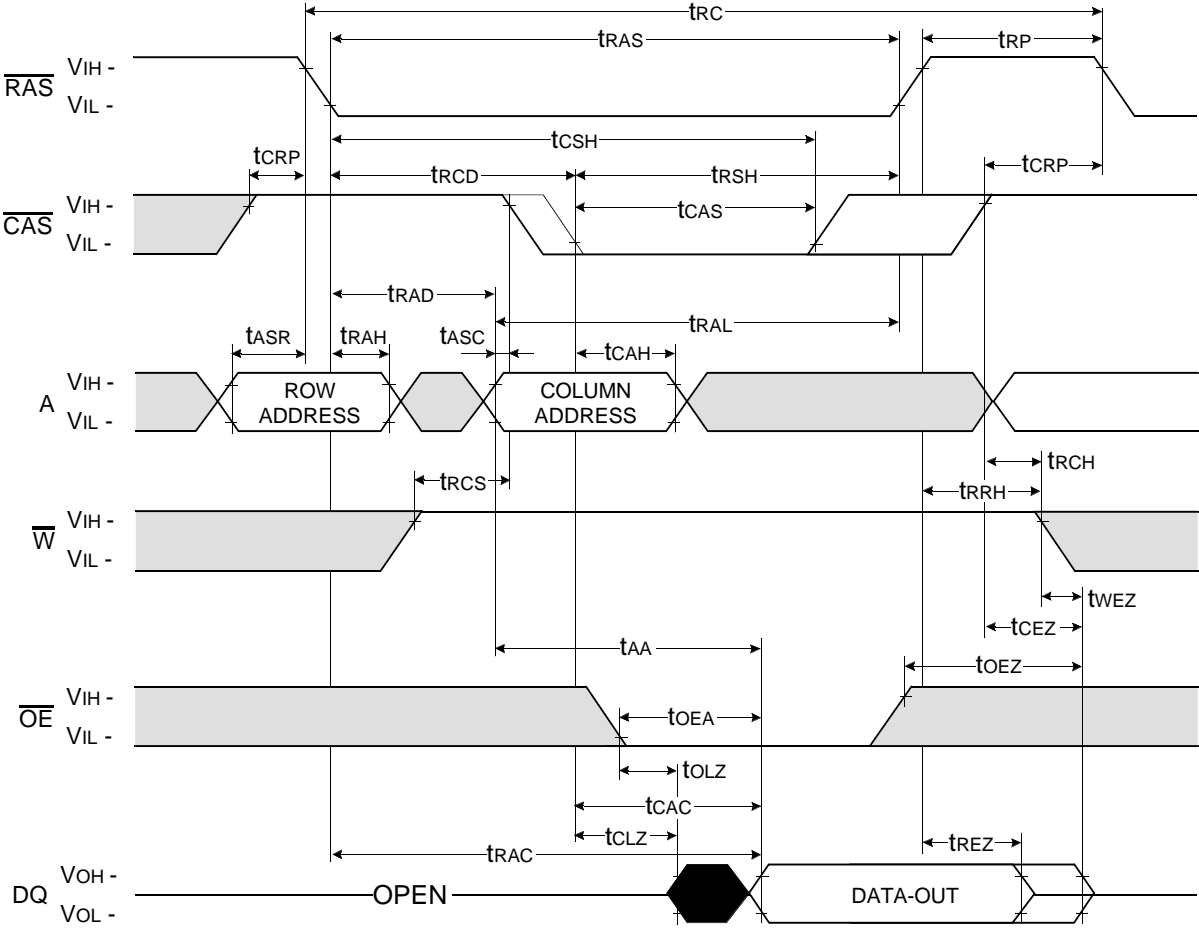 tRC
tRAS
tRP
RAS
VIH -
VIL -
tCSH
tCRP
tRCD
tRSH
tCRP
CAS
VIH -
VIL -
tCAS
tRAD
tRAL
tASR
tRAH
tASC
tCAH
A
VIH -
VIL -
ROW
ADDRESS
COLUMN
ADDRESS
tRCH
tRCS
tRRH
W
VIH -
VIL -
tWEZ
tCEZ
tAA
tOEZ
OE
VIH -
VIL -
tOEA
tOLZ
tCAC
tCLZ
tREZ
tRAC
DQ
VOH -
VOL -
OPEN
DATA-OUT